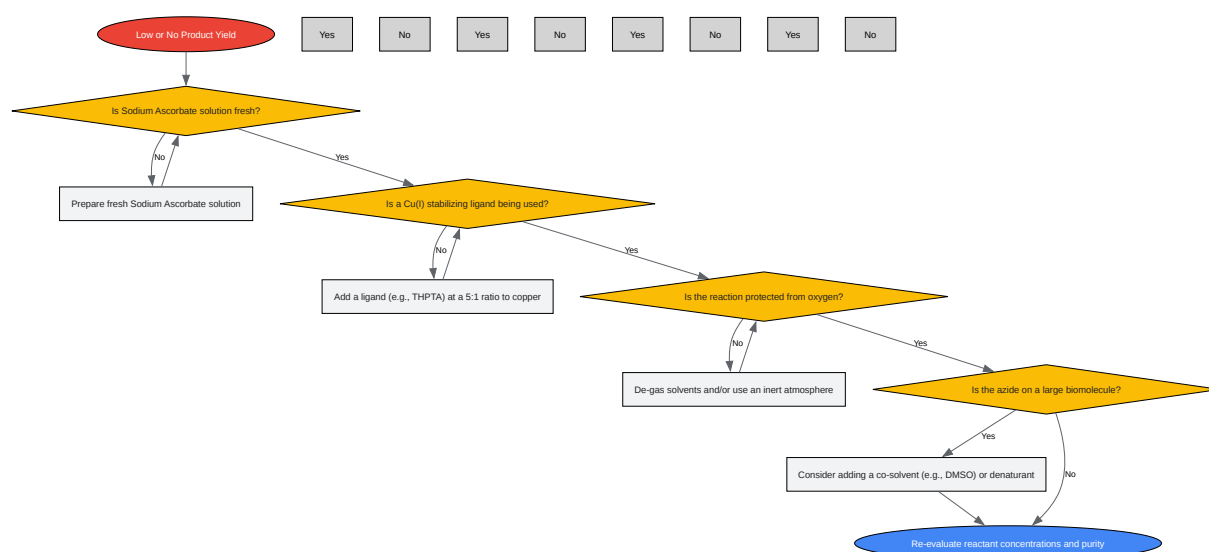 Low or No Product Yield
Yes
No
Yes
No
Yes
No
Yes
No
Is Sodium Ascorbate solution fresh?
No
Yes
Prepare fresh Sodium Ascorbate solution
Is a Cu(I) stabilizing ligand being used?
No
Yes
Add a ligand (e.g., THPTA) at a 5:1 ratio to copper
Is the reaction protected from oxygen?
No
Yes
De-gas solvents and/or use an inert atmosphere
Is the azide on a large biomolecule?
Yes
No
Consider adding a co-solvent (e.g., DMSO) or denaturant
Re-evaluate reactant concentrations and purity